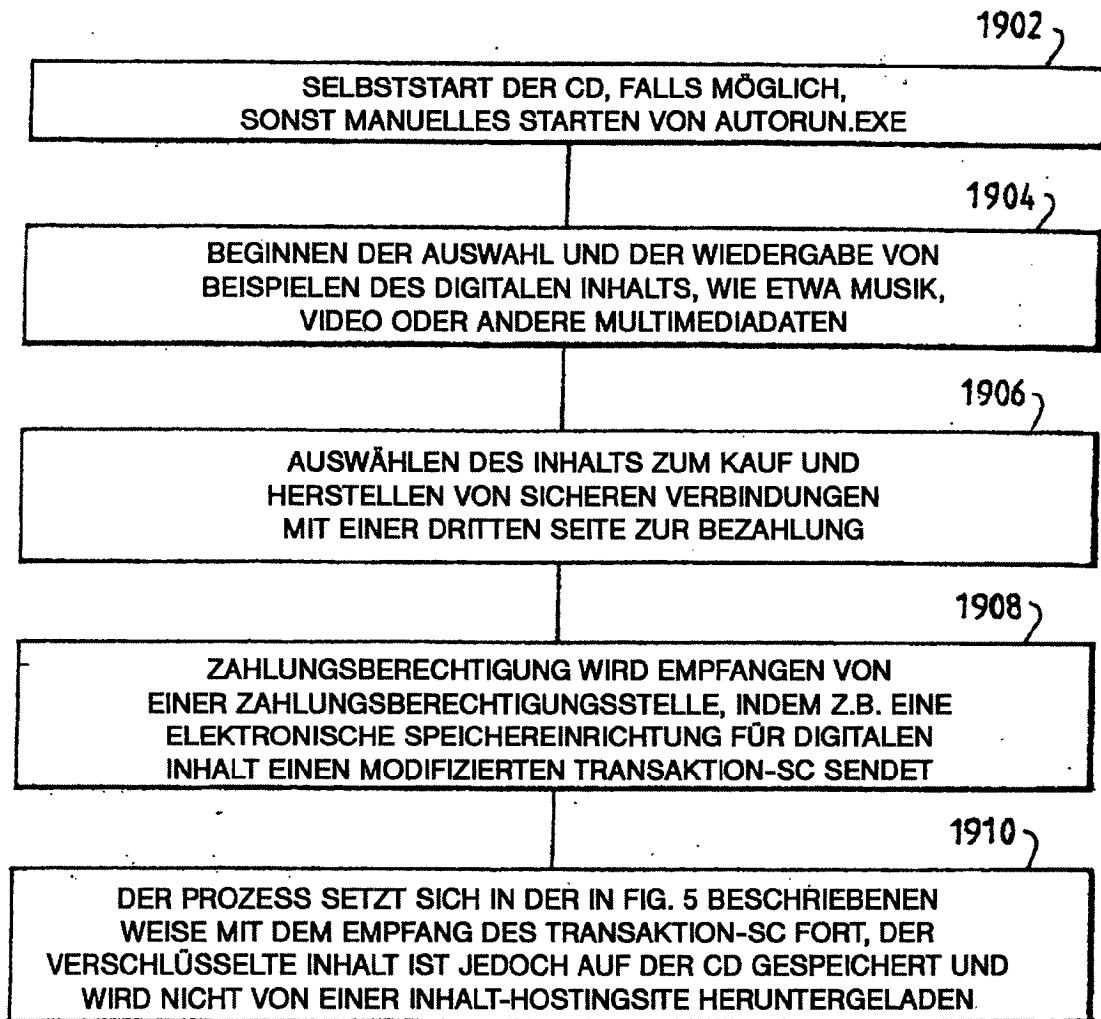 1902
SELBSTSTART DER CD, FALLS MÖGLICH,
SONST MANUELLES STARTEN VON AUTORUN.EXE
1904
BEGINNEN DER AUSWAHL UND DER WIEDERGABE VON
BEISPIELEN DES DIGITALEN INHALTS, WIE ETWA MUSIK,
VIDEO ODER ANDERE MULTIMEDIADATEN
1906
AUSWÄHLEN DES INHALTS ZUM KAUF UND
HERSTELLEN VON SICHEREN VERBINDUNGEN
MIT EINER DRITTEN SEITE ZUR BEZAHLUNG
1908
ZAHLUNGSBERECHTIGUNG WIRD EMPFANGEN VON
EINER ZAHLUNGSBERECHTIGUNGSSTELLE, INDEM Z.B. EINE
ELEKTRONISCHE SPEICHEREINRICHTUNG FÜR DIGITALEN
INHALT EINEN MODIFIZIERTEN TRANSAKTION-SC SENDET
1910
DER PROZESS SETZT SICH IN DER IN FIG. 5 BESCHRIEBENEN
WEISE MIT DEM EMPFANG DES TRANSAKTION-SC FORT, DER
VERSCHLÜSSELTE INHALT IST JEDOCH AUF DER CD GESPEICHERT UND
WIRD NICHT VON EINER INHALT-HOSTINGSITE HERUNTERGELADEN